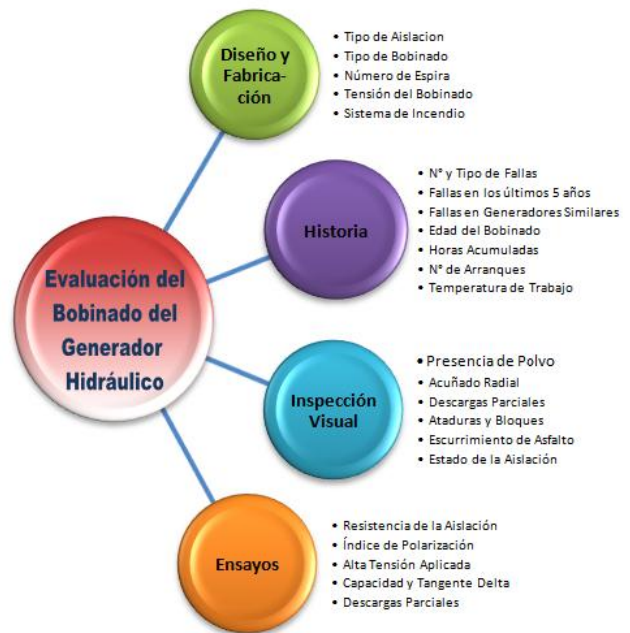 Evaluación del
Bobinado del
Generador
Hidráulico
Diseño y
Fabrica-
ción
• Tipo de Aislacion
• Tipo de Bobinado
• Número de Espira
• Tensión del Bobinado
• Sistema de Incendio
Historia
• N° y Tipo de Fallas
• Fallas en los últimos 5 años
• Fallas en Generadores Similares
• Edad del Bobinado
• Horas Acumuladas
• N° de Arranques
• Temperatura de Trabajo
Inspección
Visual
• Presencia de Polvo
• Acuñado Radial
• Descargas Parciales
• Ataduras y Bloques
• Escurrimiento de Asfalto
• Estado de la Aislación
Ensayos
• Resistencia de la Aislación
• Índice de Polarización
• Alta Tensión Aplicada
• Capacidad y Tangente Delta
• Descargas Parciales